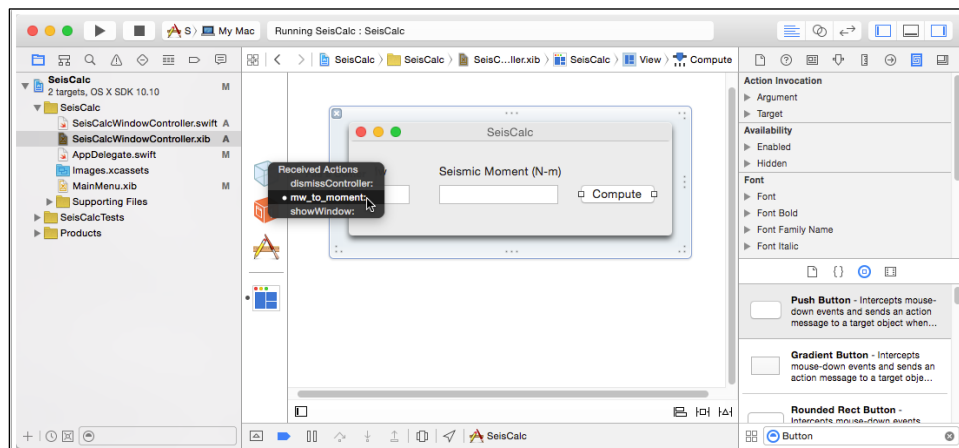 S
My Mac
Running SeisCalc : SeisCalc
SeisCalc
SeisCalc
SeisC...ller.xib
SeisCalc
View
Compute
SeisCalc
M
2 targets, OS X SDK 10.10
SeisCalc
SeisCalcWindowController.swift A
SeisCalcWindowController.xib A
AppDelegate.swift M
Images.xcassets
MainMenu.xib M
Supporting Files
SeisCalcTests
Products
SeisCalc
Received Actions
dismissController:
mw_to_moment:
showWindow:
Seismic Moment (N-m)
Compute
SeisCalc
Action Invocation
Argument
Target
Availability
Enabled
Hidden
Font
Font
Font Bold
Font Family Name
Font Italic
{}
Push Button - Intercepts mouse-
down events and sends an action
message to a target object when...
Gradient Button - Intercepts
mouse-down events and sends an
action message to a target obje...
Rounded Rect Button -
Intercepts mouse-down events
Button